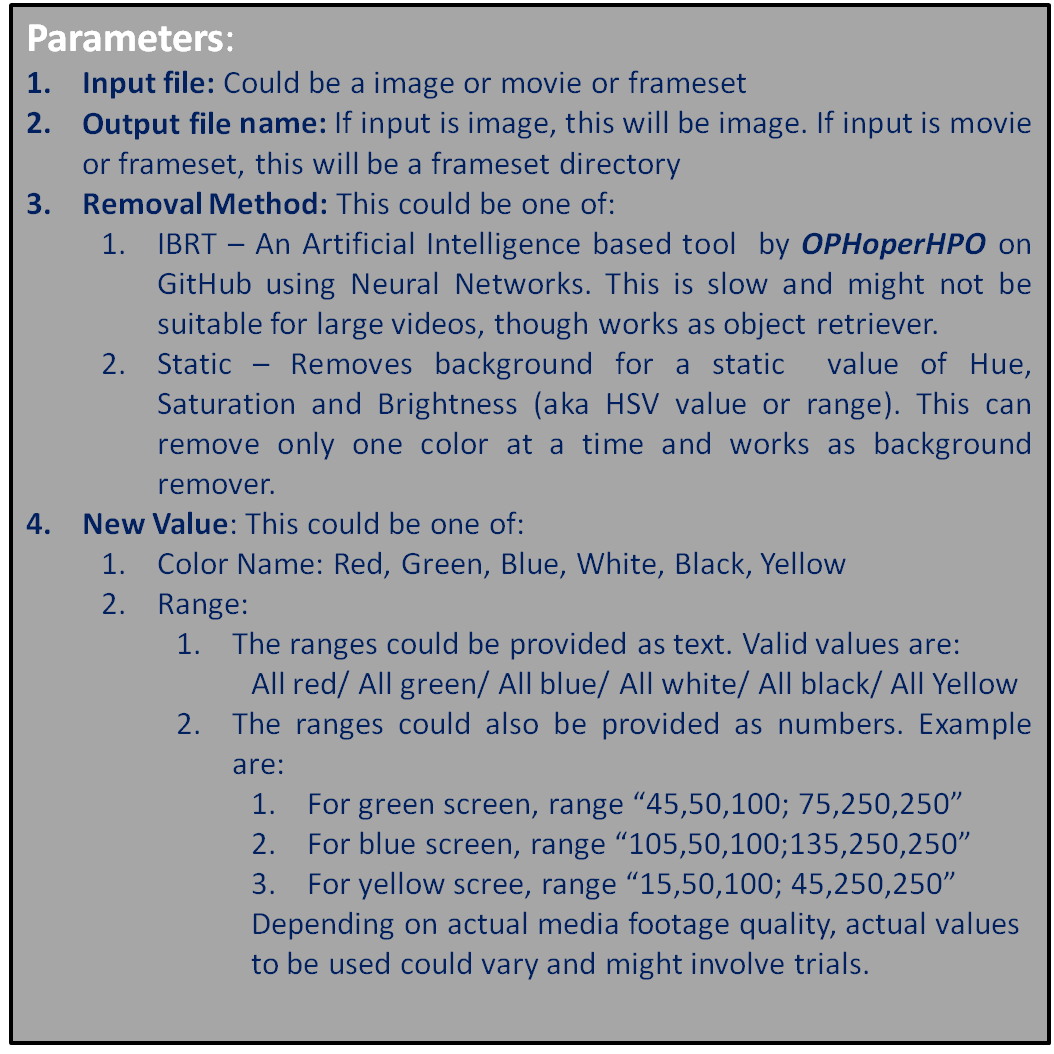 Parameters:
1. Input file: Could be a image or movie or frameset
2. Output file name: If input is image, this will be image. If input is movie
or frameset, this will be a frameset directory
3. Removal Method: This could be one of:
1. IBRT – An Artificial Intelligence based tool by OPHoperHPO on
GitHub using Neural Networks. This is slow and might not be
suitable for large videos, though works as object retriever.
2. Static – Removes background for a static value of Hue,
Saturation and Brightness (aka HSV value or range). This can
remove only one color at a time and works as background
remover.
4. New Value: This could be one of:
1. Color Name: Red, Green, Blue, White, Black, Yellow
2. Range:
1. The ranges could be provided as text. Valid values are:
All red/ All green/ All blue/ All white/ All black/ All Yellow
2. The ranges could also be provided as numbers. Example
are:
1. For green screen, range “45,50,100; 75,250,250”
2. For blue screen, range “105,50,100;135,250,250”
3. For yellow scree, range “15,50,100; 45,250,250”
Depending on actual media footage quality, actual values
to be used could vary and might involve trials.